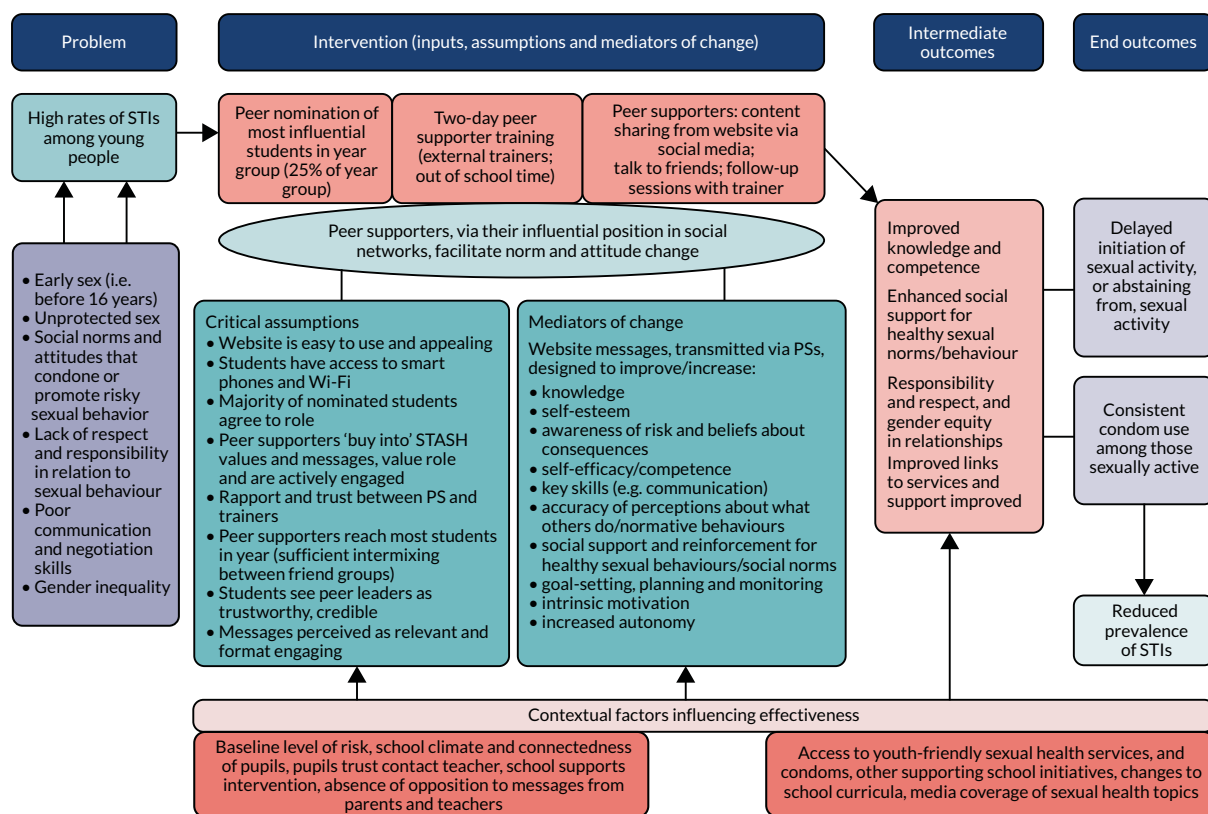 Problem
Intervention (inputs, assumptions and mediators of change)
Intermediate
outcomes
End outcomes
High rates of STIs
among young
people
Peer nomination of
most influential
students in year
group (25% of year
group)
Two-day peer
supporter training
(external trainers;
out of school time)
Peer supporters: content
sharing from website via
social media;
talk to friends; follow-up
sessions with trainer
Peer supporters, via their influential position in social
networks, facilitate norm and attitude change
• Early sex (i.e.
before 16 years)
• Unprotected sex
• Social norms and
attitudes that
condone or
promote risky
sexual behavior
• Lack of respect
and responsibility
in relation to
sexual behaviour
• Poor
communication
and negotiation
skills
• Gender inequality
Critical assumptions
• Website is easy to use and appealing
• Students have access to smart
phones and Wi-Fi
• Majority of nominated students
agree to role
• Peer supporters ‘buy into’ STASH
values and messages, value role
and are actively engaged
• Rapport and trust between PS and
trainers
• Peer supporters reach most students
in year (sufficient intermixing
between friend groups)
• Students see peer leaders as
trustworthy, credible
• Messages perceived as relevant and
format engaging
Mediators of change
Website messages, transmitted via PSs,
designed to improve/increase:
• knowledge
• self-esteem
• awareness of risk and beliefs about
consequences
• self-efficacy/competence
• key skills (e.g. communication)
• accuracy of perceptions about what
others do/normative behaviours
• social support and reinforcement for
healthy sexual behaviours/social norms
• goal-setting, planning and monitoring
• intrinsic motivation
• increased autonomy
Improved
knowledge and
competence
Enhanced social
support for
healthy sexual
norms/behaviour
Responsibility
and respect, and
gender equity
in relationships
Improved links
to services and
support improved
Delayed
initiation of
sexual activity,
or abstaining
from, sexual
activity
Consistent
condom use
among those
sexually active
Reduced
prevalence
of STIs
Contextual factors influencing effectiveness
Baseline level of risk, school climate and connectedness
of pupils, pupils trust contact teacher, school supports
intervention, absence of opposition to messages from
parents and teachers
Access to youth-friendly sexual health services, and
condoms, other supporting school initiatives, changes to
school curricula, media coverage of sexual health topics